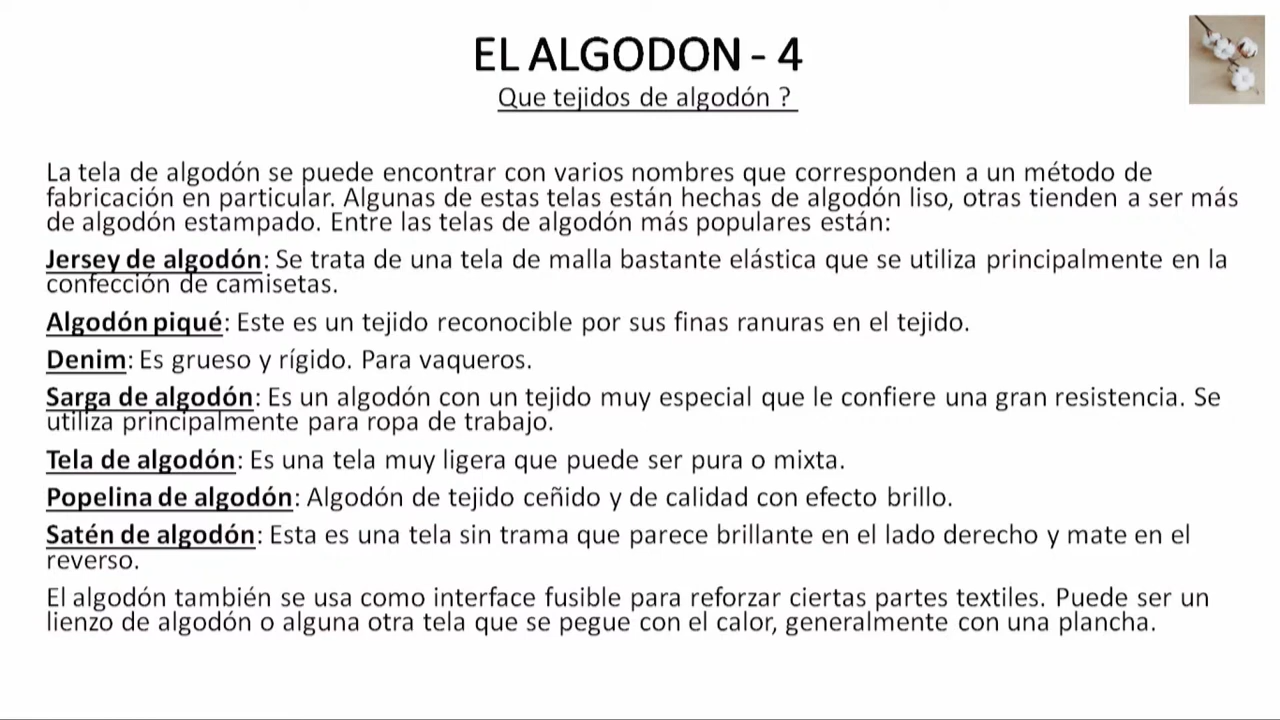 EL ALGODON - 4
Que tejidos de algodón ?
La tela de algodón se puede encontrar con varios nombres que corresponden a un método de
fabricación en particular. Algunas de estas telas están hechas de algodón liso, otras tienden a ser más
de algodón estampado. Entre las telas de algodón más populares están:
Jersey de algodón: Se trata de una tela de malla bastante elástica que se utiliza principalmente en la
confección de camisetas.
Algodón piqué: Este es un tejido reconocible por sus finas ranuras en el tejido.
Denim: Es grueso y rígido. Para vaqueros.
Sarga de algodón: Es un algodón con un tejido muy especial que le confiere una gran resistencia. Se
utiliza principalmente para ropa de trabajo.
Tela de algodón: Es una tela muy ligera que puede ser pura o mixta.
Popelina de algodón: Algodón de tejido ceñido y de calidad con efecto brillo.
Satén de algodón: Esta es una tela sin trama que parece brillante en el lado derecho y mate en el
reverso.
El algodón también se usa como interface fusible para reforzar ciertas partes textiles. Puede ser un
lienzo de algodón o alguna otra tela que se pegue con el calor, generalmente con una plancha.